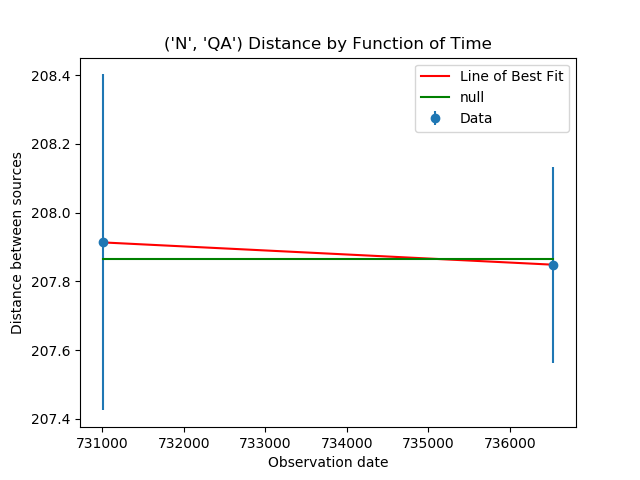 ('N', 'QA') Distance by Function of Time
Line of Best Fit
null
Data
Distance between sources
208.4
208.2
208.0
207.8
207.6
207.4
731000 732000 733000 734000 735000 736000
Observation date